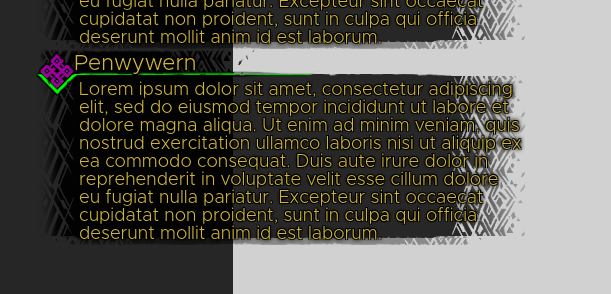 eu fugiat nulla pariatur. Excepteur sint occaecat
cupidatat non proident, sunt in culpa qui officia
deserunt mollit anim id est laborum.
Penwywern
Lorem ipsum dolor sit amet, consectetur adipiscing
elit, sed do eiusmod tempor incididunt ut labore et
dolore magna aliqua. Ut enim ad minim veniam, quis
nostrud exercitation ullamco laboris nisi ut aliquip ex
ea commodo consequat. Duis aute irure dolor in
reprehenderit in voluptate velit esse cillum dolore
eu fugiat nulla pariatur. Excepteur sint occaecat
cupidatat non proident, sunt in culpa qui officia
deserunt mollit anim id est laborum.